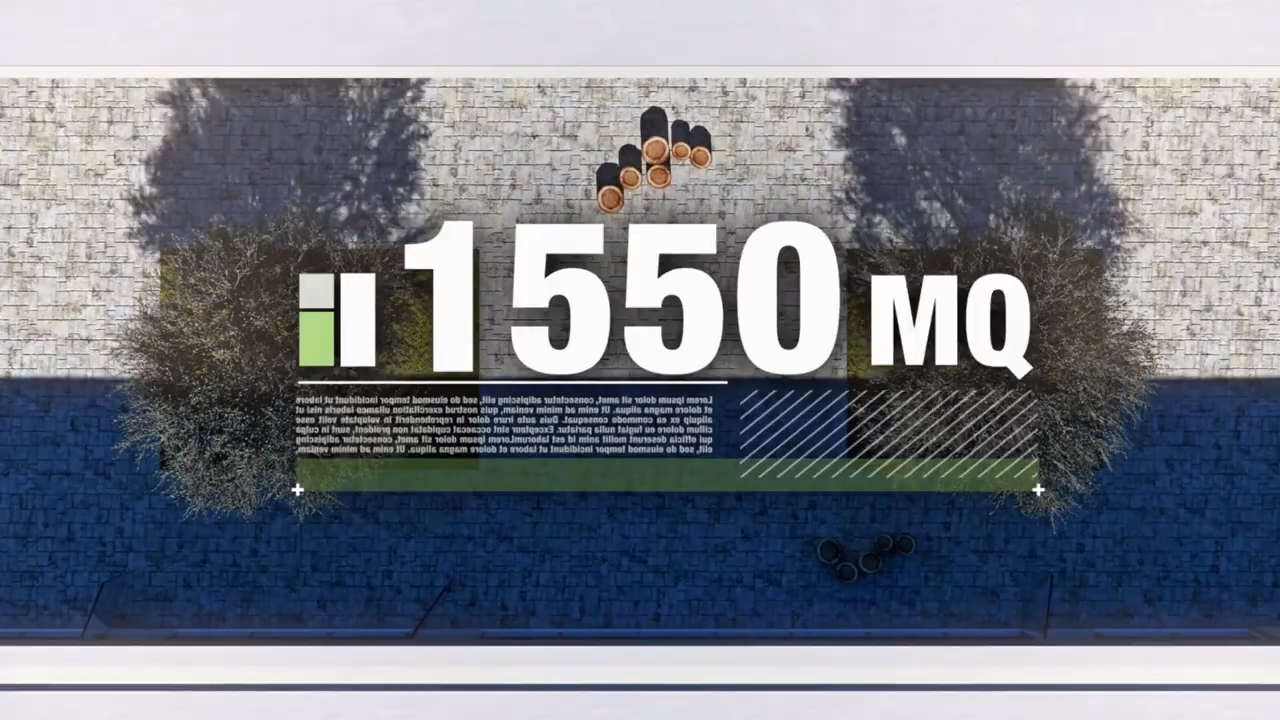 1550 MQ
Lorem ipsum dolor sit amet, consectetur adipiscing elit, sed do eiusmod tempor incididunt ut labore
et dolore magna aliqua. Ut enim ad minim veniam, quis nostrud exercitation ullamco laboris nisi ut
aliquip ex ea commodo consequat. Duis aute irure dolor in reprehenderit in voluptate velit esse
cillum dolore eu fugiat nulla pariatur. Excepteur sint occaecat cupidatat non proident, sunt in culpa
qui officia deserunt mollit anim id est laborumLorem ipsum dolor sit amet, consectetur adipiscing
elit, sed do eiusmod tempor incididunt ut labore et dolore magna aliqua. Ut enim ad minim veniam,